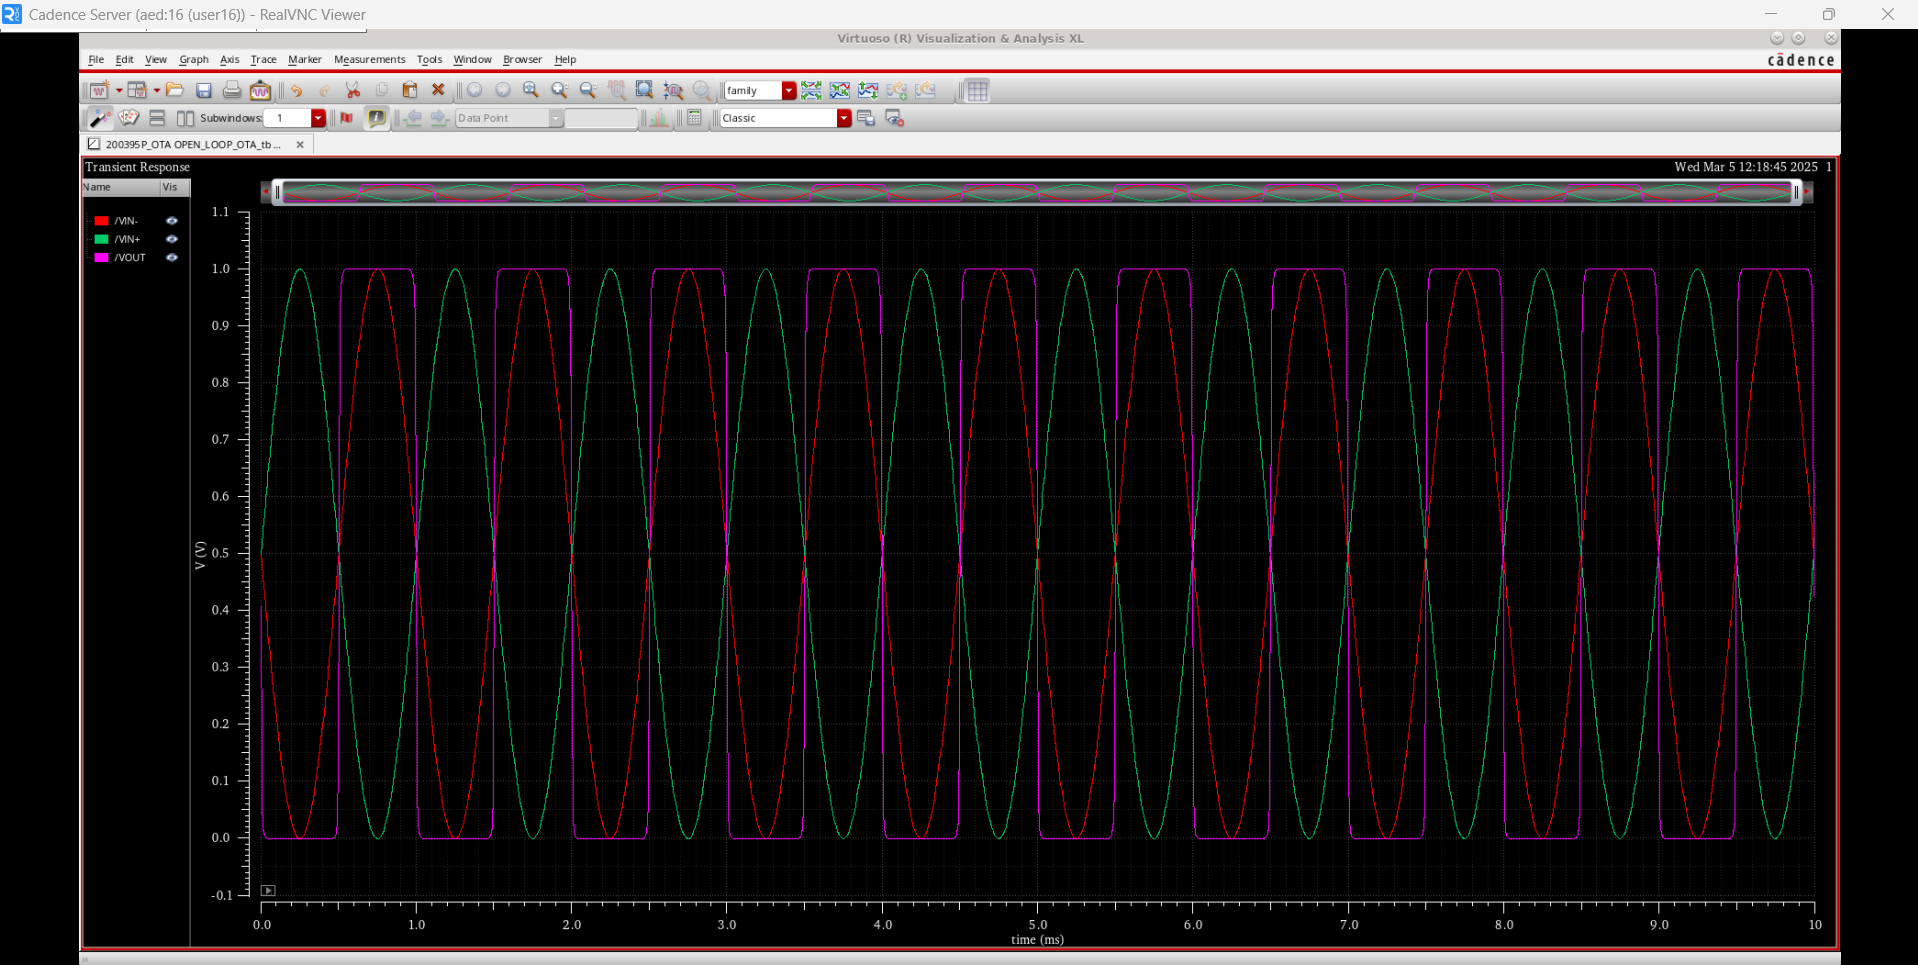 Cadence Server (aed:16 (user16)) - RealVNC Viewer
Virtuoso (R) Visualization & Analysis XL
File Edit View Graph Axis Trace Marker Measurements Tools Window Browser Help
cādence
family
Subwindows: 1
Data Point
Classic
200395P_OTA OPEN_LOOP_OTA_tb ...
Transient Response
Wed Mar 5 12:18:45 2025 1
Name Vis
/VIN-
/VIN+
/VOUT
1.1
1.0
0.9
0.8
0.7
0.6
0.5
0.4
0.3
0.2
0.1
0.0
-0.1
V (V)
0.0 1.0 2.0 3.0 4.0 5.0 6.0 7.0 8.0 9.0 10
time (ms)